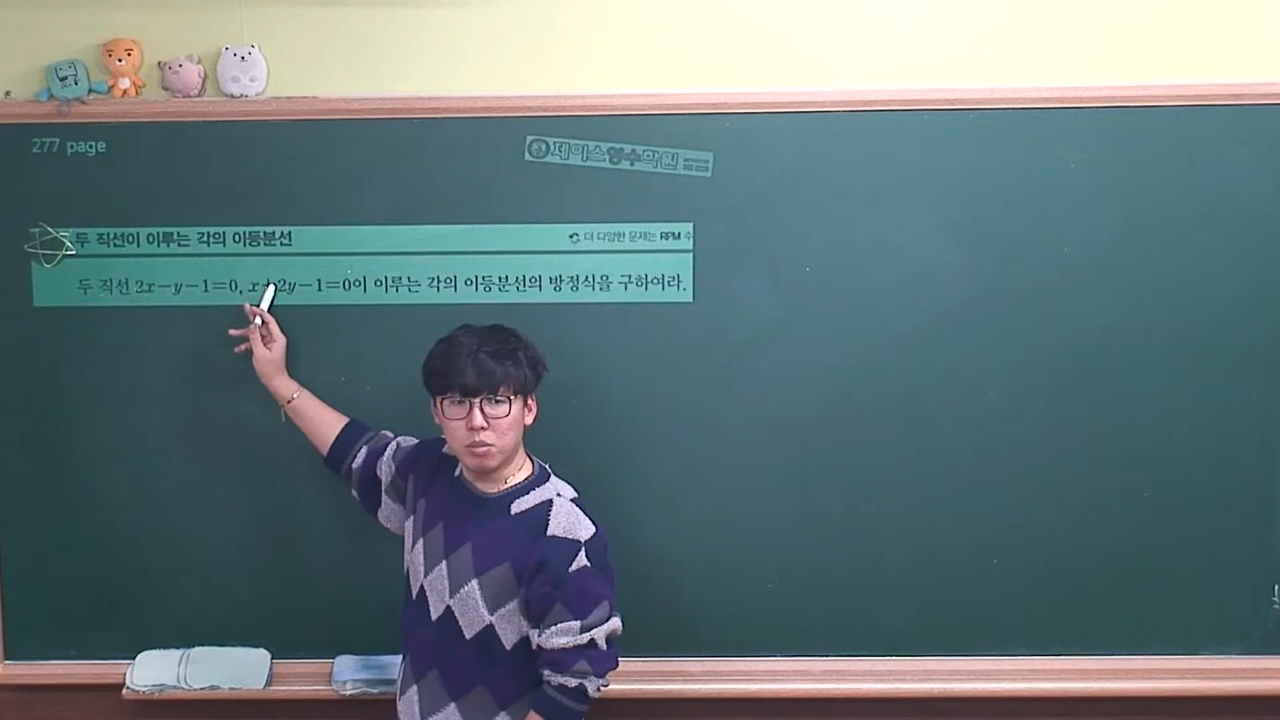 277 page
제이스영수학원
두 직선이 이루는 각의 이등분선
더 다양한 문제는 RPM 수
두 직선 2x-y-1=0, x+2y-1=0이 이루는 각의 이등분선의 방정식을 구하여라.